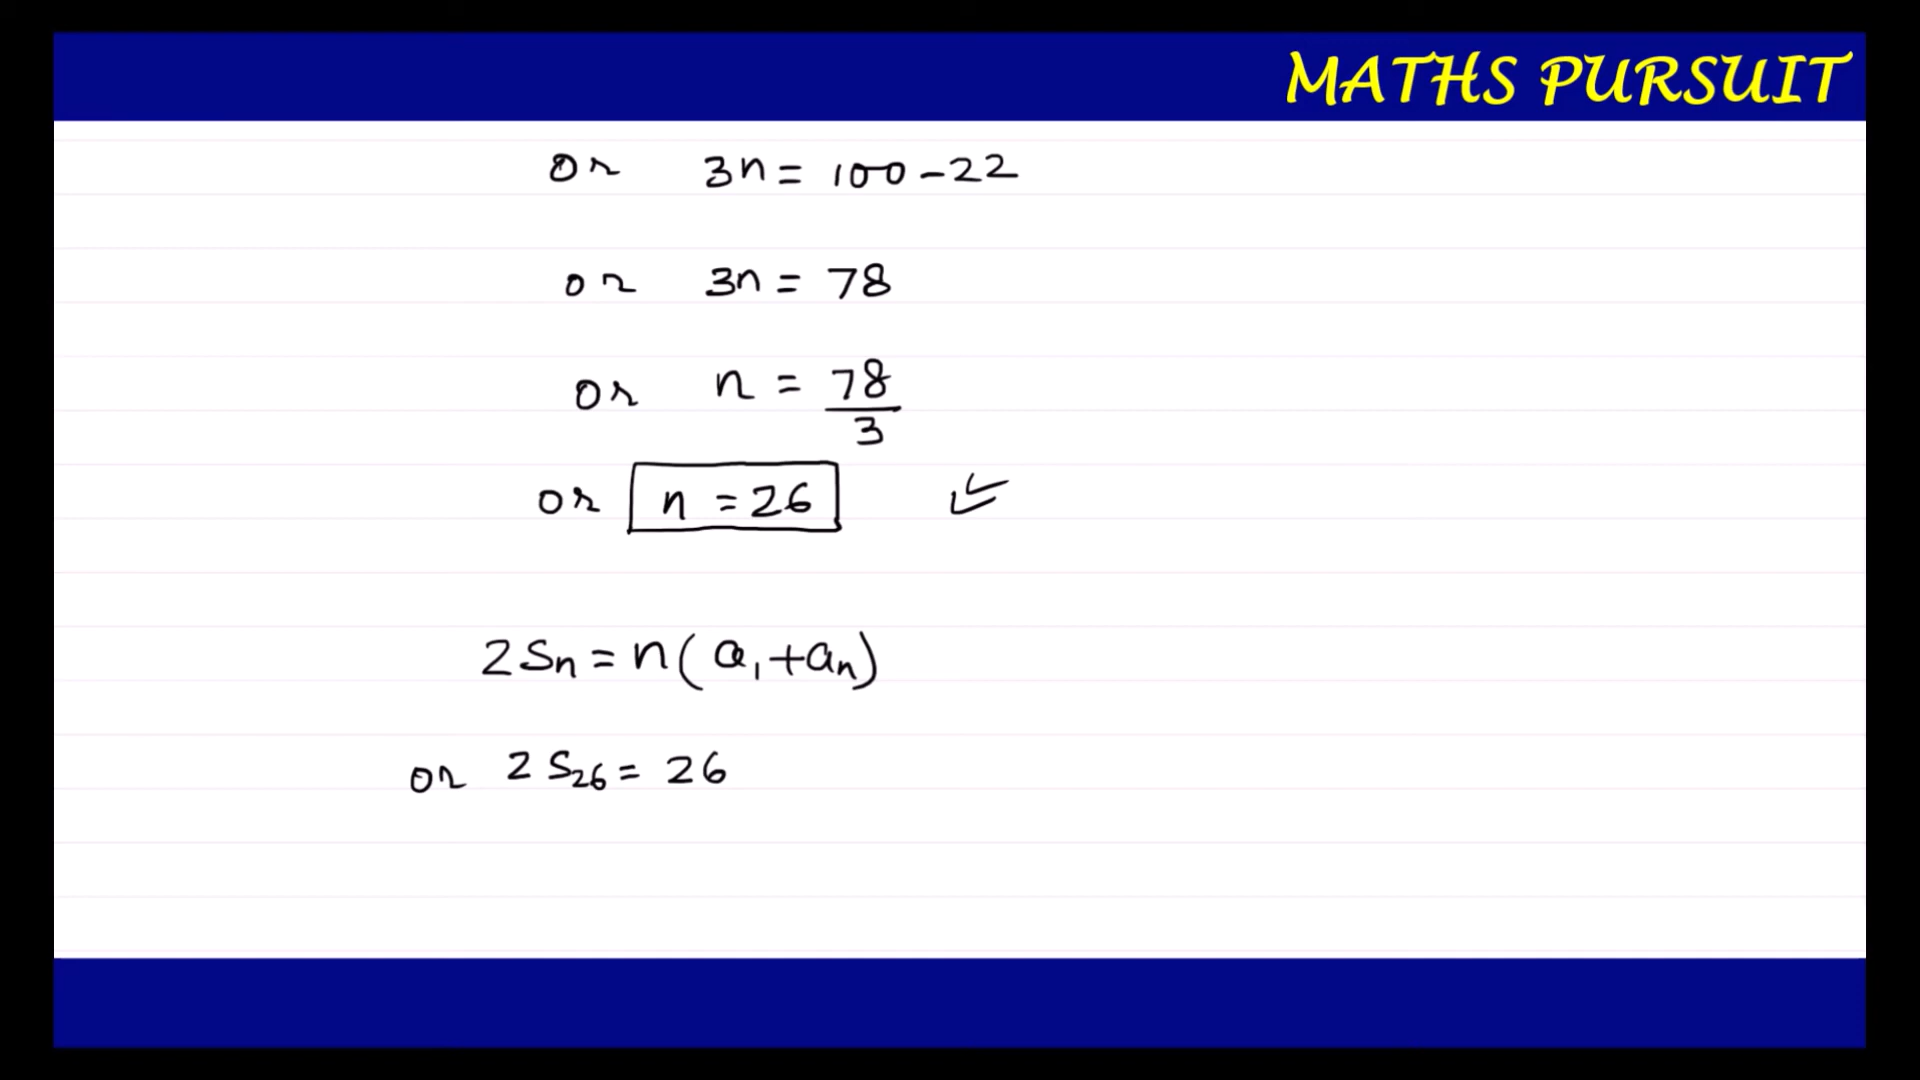 MATHS PURSUIT
or 3n = 100 - 22
or 3n = 78
or n = 78/3
or n = 26
2Sₙ = n(a₁ + aₙ)
or 2S₂₆ = 26